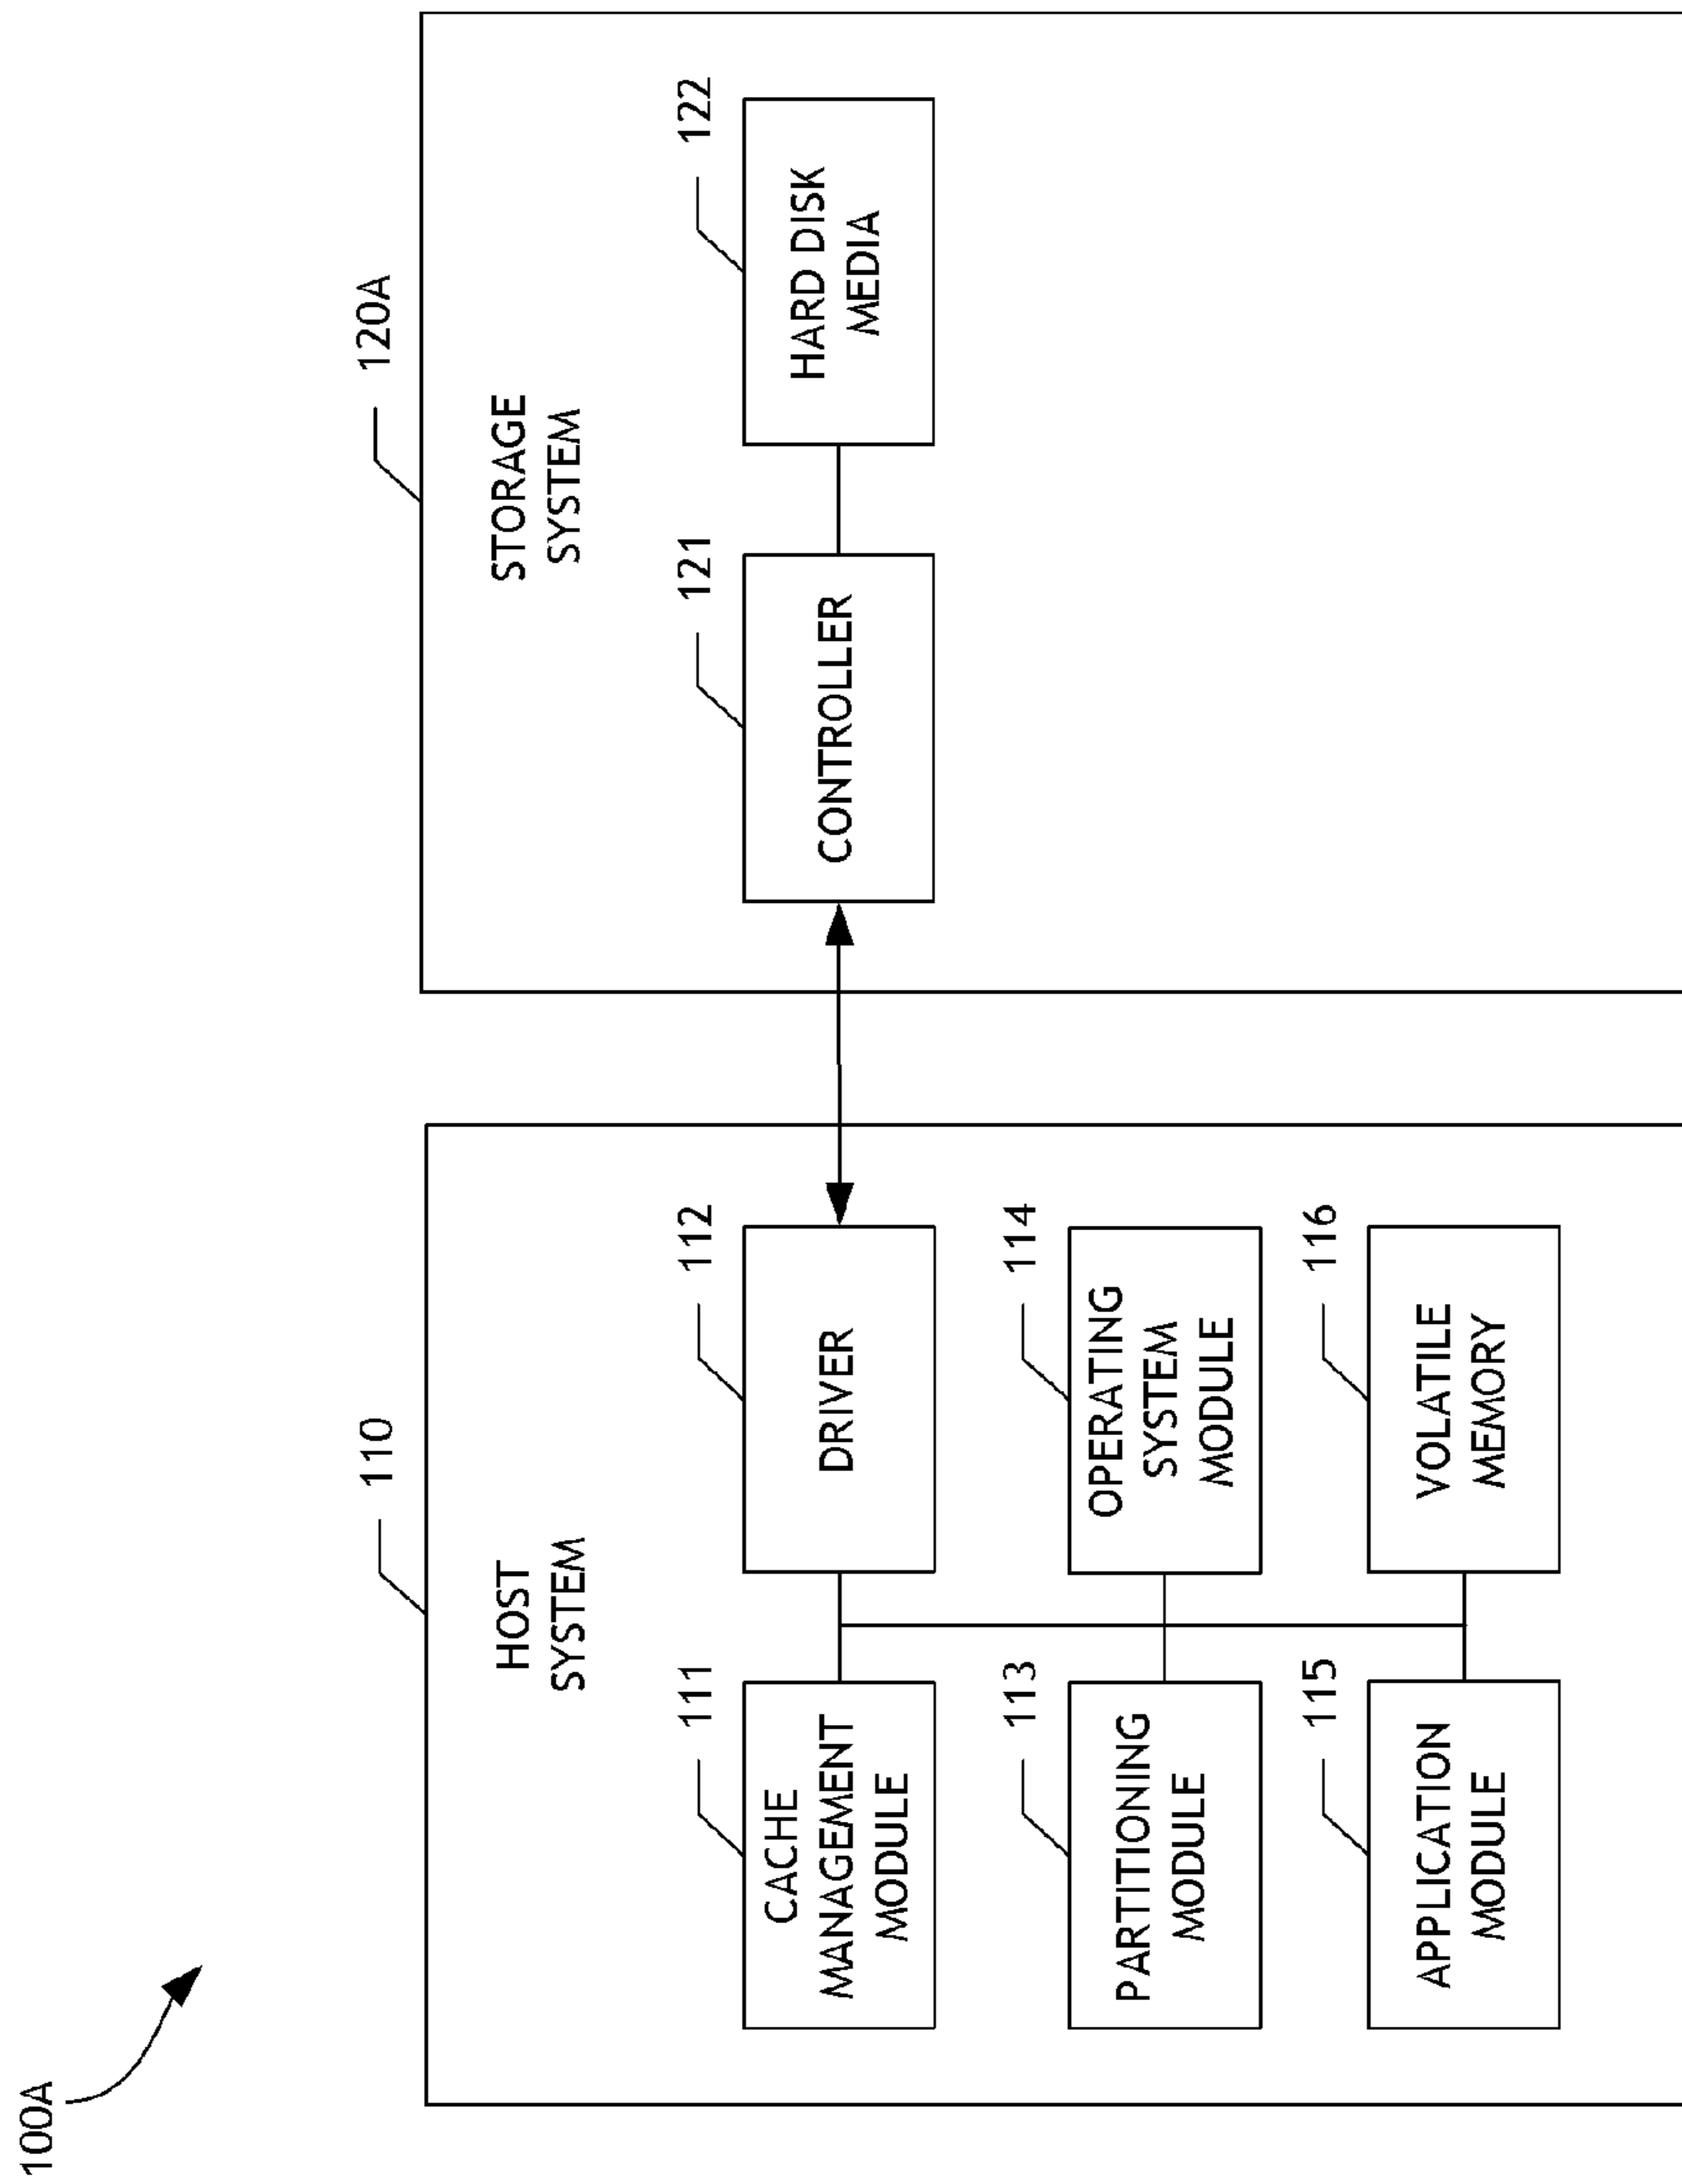 100A
110
120A
HOST
SYSTEM
STORAGE
SYSTEM
111
CACHE
MANAGEMENT
MODULE
112
DRIVER
121
CONTROLLER
122
HARD DISK
MEDIA
113
PARTITIONING
MODULE
114
OPERATING
SYSTEM
MODULE
115
APPLICATION
MODULE
116
VOLATILE
MEMORY